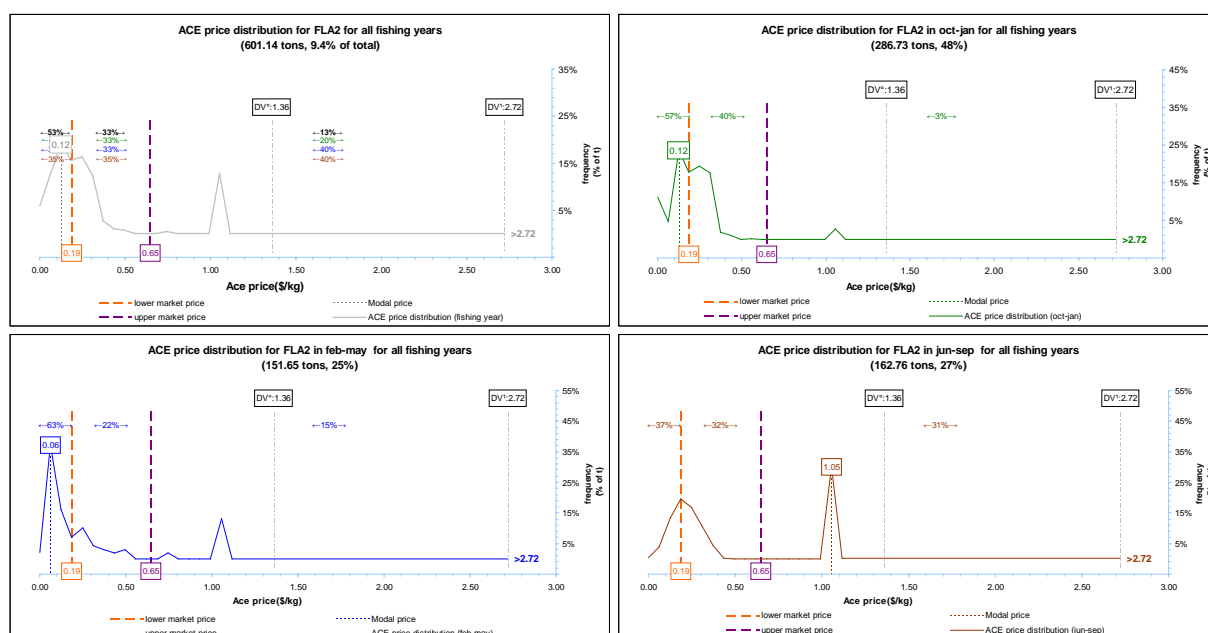 ACE price distribution for FLA2 for all fishing years
(601.14 tons, 9.4% of total)
35%
25%
15%
5%
frequency
(% of t)
DV°:1.36
DV¹:2.72
←53%→ ←33%→ ←13%→
←33%→ ←20%→
←33%→ ←40%→
←35%→ ←35%→ ←40%→
0.12
>2.72
0.19
0.65
0.00 0.50 1.00 1.50 2.00 2.50 3.00
Ace price($/kg)
lower market price
Modal price
upper market price
ACE price distribution (fishing year)
ACE price distribution for FLA2 in oct-jan for all fishing years
(286.73 tons, 48%)
45%
35%
25%
15%
5%
frequency
(% of t)
DV°:1.36
DV¹:2.72
←57%→ ←40%→ ←3%→
0.12
>2.72
0.19
0.65
0.00 0.50 1.00 1.50 2.00 2.50 3.00
Ace price($/kg)
lower market price
Modal price
upper market price
ACE price distribution (oct-jan)
ACE price distribution for FLA2 in feb-may for all fishing years
(151.65 tons, 25%)
55%
45%
35%
25%
15%
5%
frequency
(% of t)
DV°:1.36
DV¹:2.72
←63%→ ←22%→ ←15%→
0.06
>2.72
0.19
0.65
0.00 0.50 1.00 1.50 2.00 2.50 3.00
Ace price($/kg)
lower market price
Modal price
upper market price
ACE price distribution (feb-may)
ACE price distribution for FLA2 in jun-sep for all fishing years
(162.76 tons, 27%)
55%
45%
35%
25%
15%
5%
frequency
(% of t)
DV°:1.36
DV¹:2.72
←37%→ ←32%→ ←31%→
1.05
>2.72
0.19
0.65
0.00 0.50 1.00 1.50 2.00 2.50 3.00
Ace price($/kg)
lower market price
Modal price
upper market price
ACE price distribution (jun-sep)